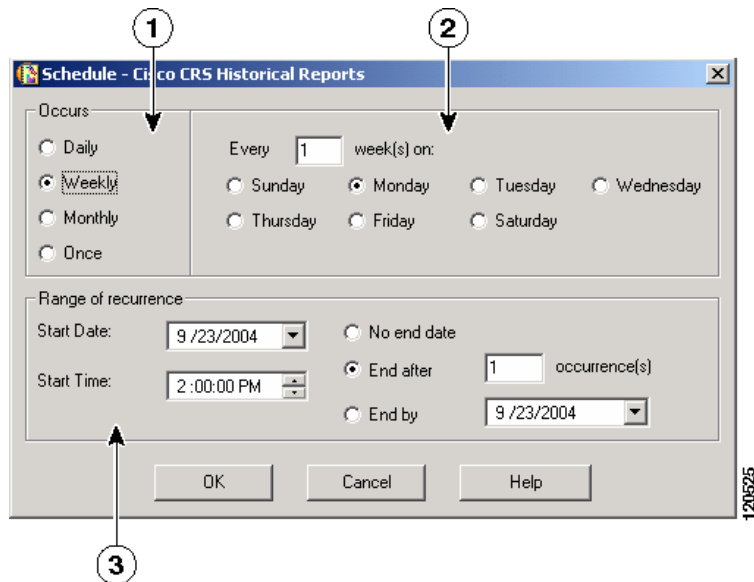 1 2
Schedule - Cisco CRS Historical Reports
Occurs
Daily Every 1 week(s) on:
Weekly Sunday Monday Tuesday Wednesday
Monthly Thursday Friday Saturday
Once
Range of recurrence
Start Date: 9 /23/2004 No end date
End after 1 occurrence(s)
Start Time: 2 :00:00 PM
End by 9 /23/2004
OK Cancel Help
120525
3